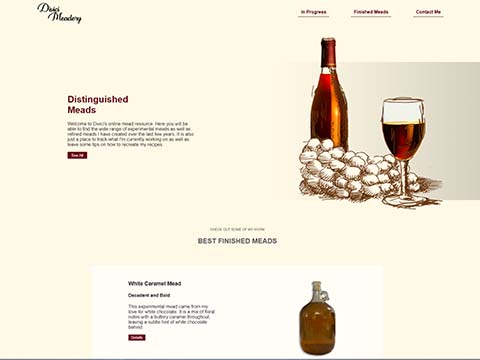 Divici
Meadery
In Progress
Finished Meads
Contact Me
Distinguished
Meads
Welcome to Divici's online mead resource. Here you will be
able to find the wide range of experimental meads as well as
refined meads I have created over the last few years. It is also
just a place to track what I'm currently working on as well as
leave some tips on how to recreate my recipes.
See All
CHECK OUT SOME OF MY WORK
BEST FINISHED MEADS
White Caramel Mead
Decadent and Bold
This experimental mead came from my
love for white chocolate. It is a mix of floral
notes with a buttery caramel throughout,
leaving a subtle hint of white chocolate
behind.
Details